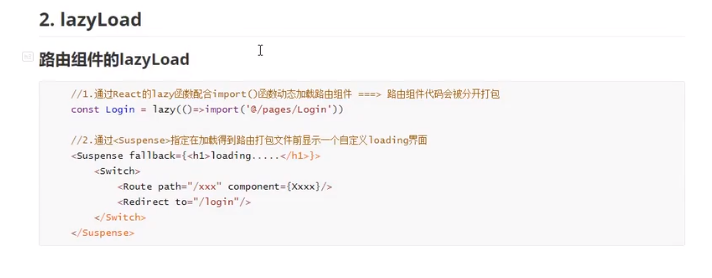 2. lazyLoad
路由组件的lazyLoad
//1.通过React的lazy函数配合import()函数动态加载路由组件 ===> 路由组件代码会被分开打包
const Login = lazy(()=>import('@/pages/Login'))
//2.通过<Suspense>指定在加载得到路由打包文件前显示一个自定义loading界面
<Suspense fallback={<h1>loading.....</h1>}>
<Switch>
<Route path="/xxx" component={Xxxx}/>
<Redirect to="/login"/>
</Switch>
</Suspense>